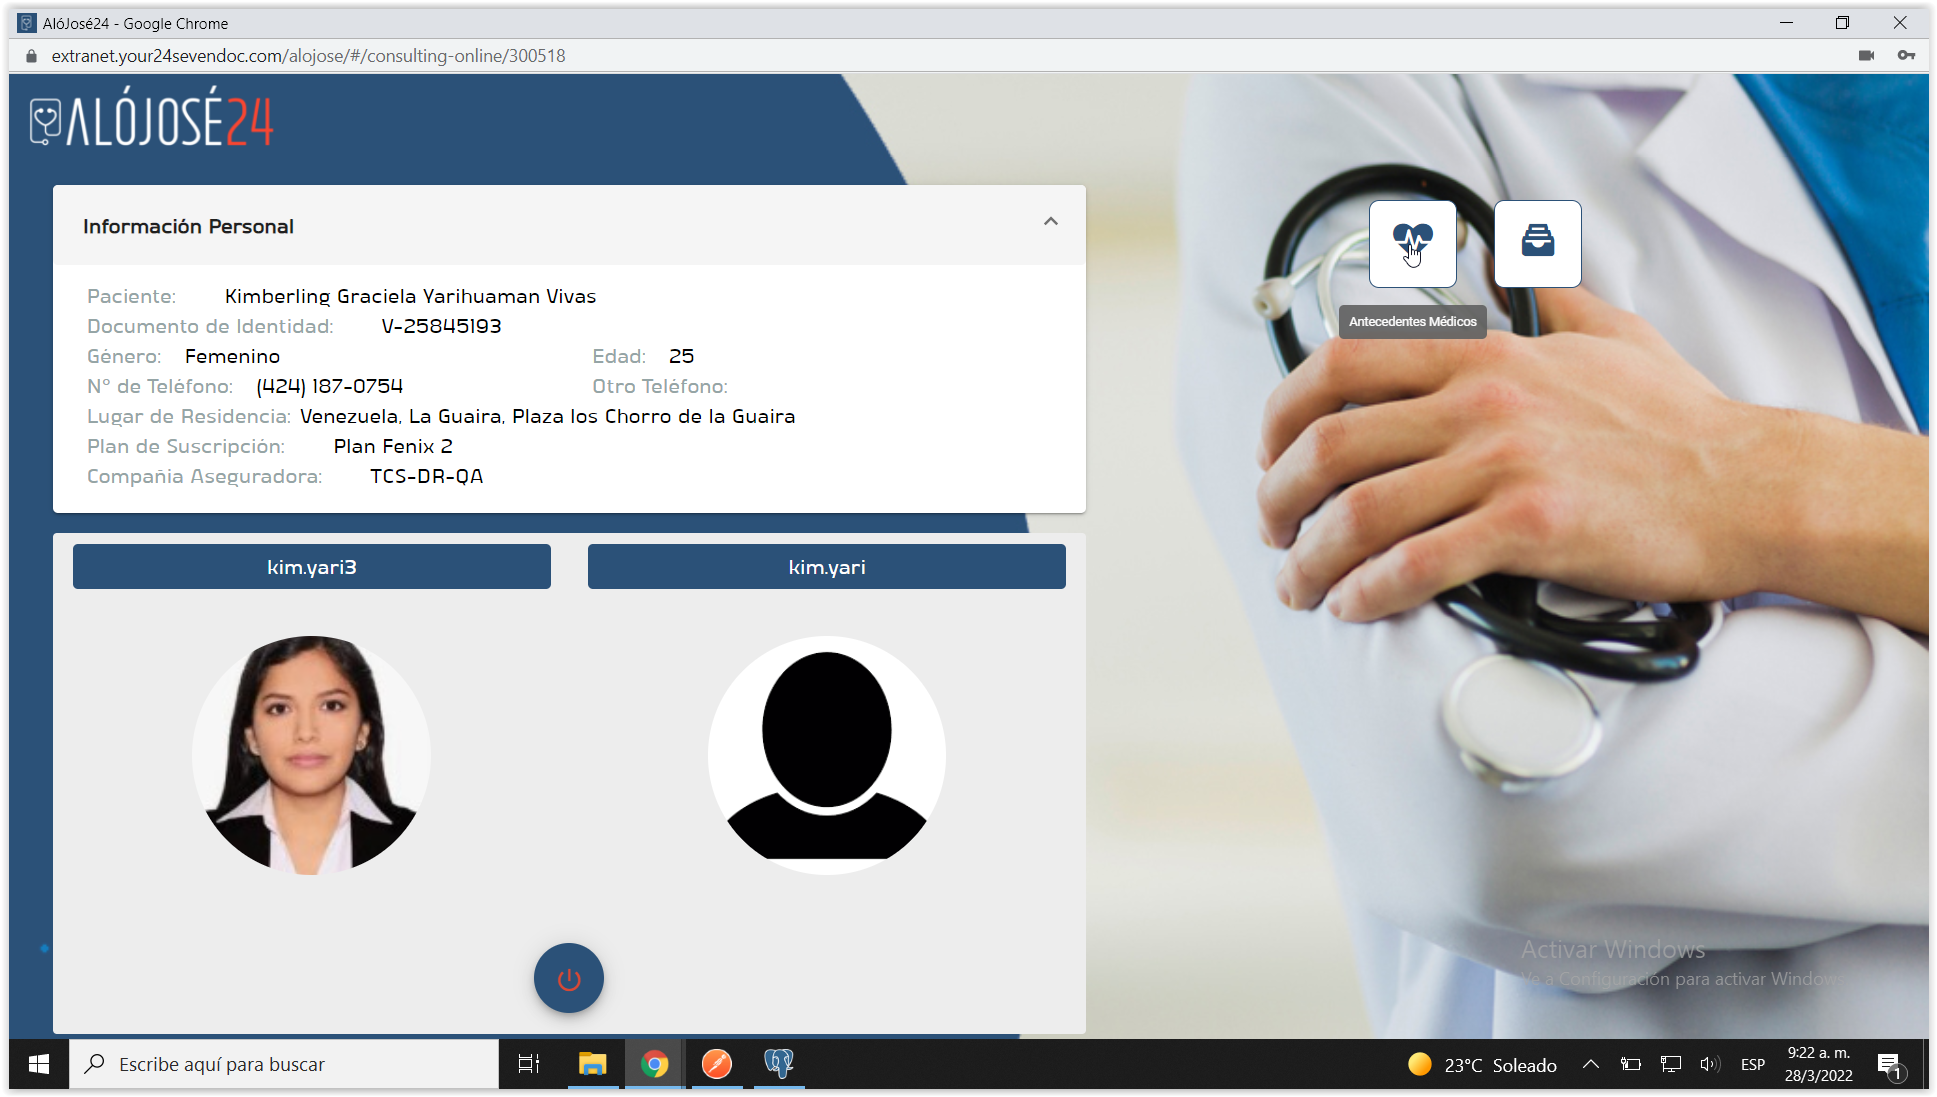 AlóJosé24 - Google Chrome
extranet.your24sevendoc.com/alojose/#/consulting-online/300518
ALÓJOSÉ24
Información Personal
Paciente: Kimberling Graciela Yarihuaman Vivas
Documento de Identidad: V-25845193
Género: Femenino Edad: 25
N° de Teléfono: (424) 187-0754 Otro Teléfono:
Lugar de Residencia: Venezuela, La Guaira, Plaza los Chorro de la Guaira
Plan de Suscripción: Plan Fenix 2
Compañia Aseguradora: TCS-DR-QA
Antecedentes Médicos
kim.yari3 kim.yari
Activar Windows
Ve a Configuración para activar Windows.
Escribe aquí para buscar
23°C Soleado
ESP
9:22 a. m.
28/3/2022
1